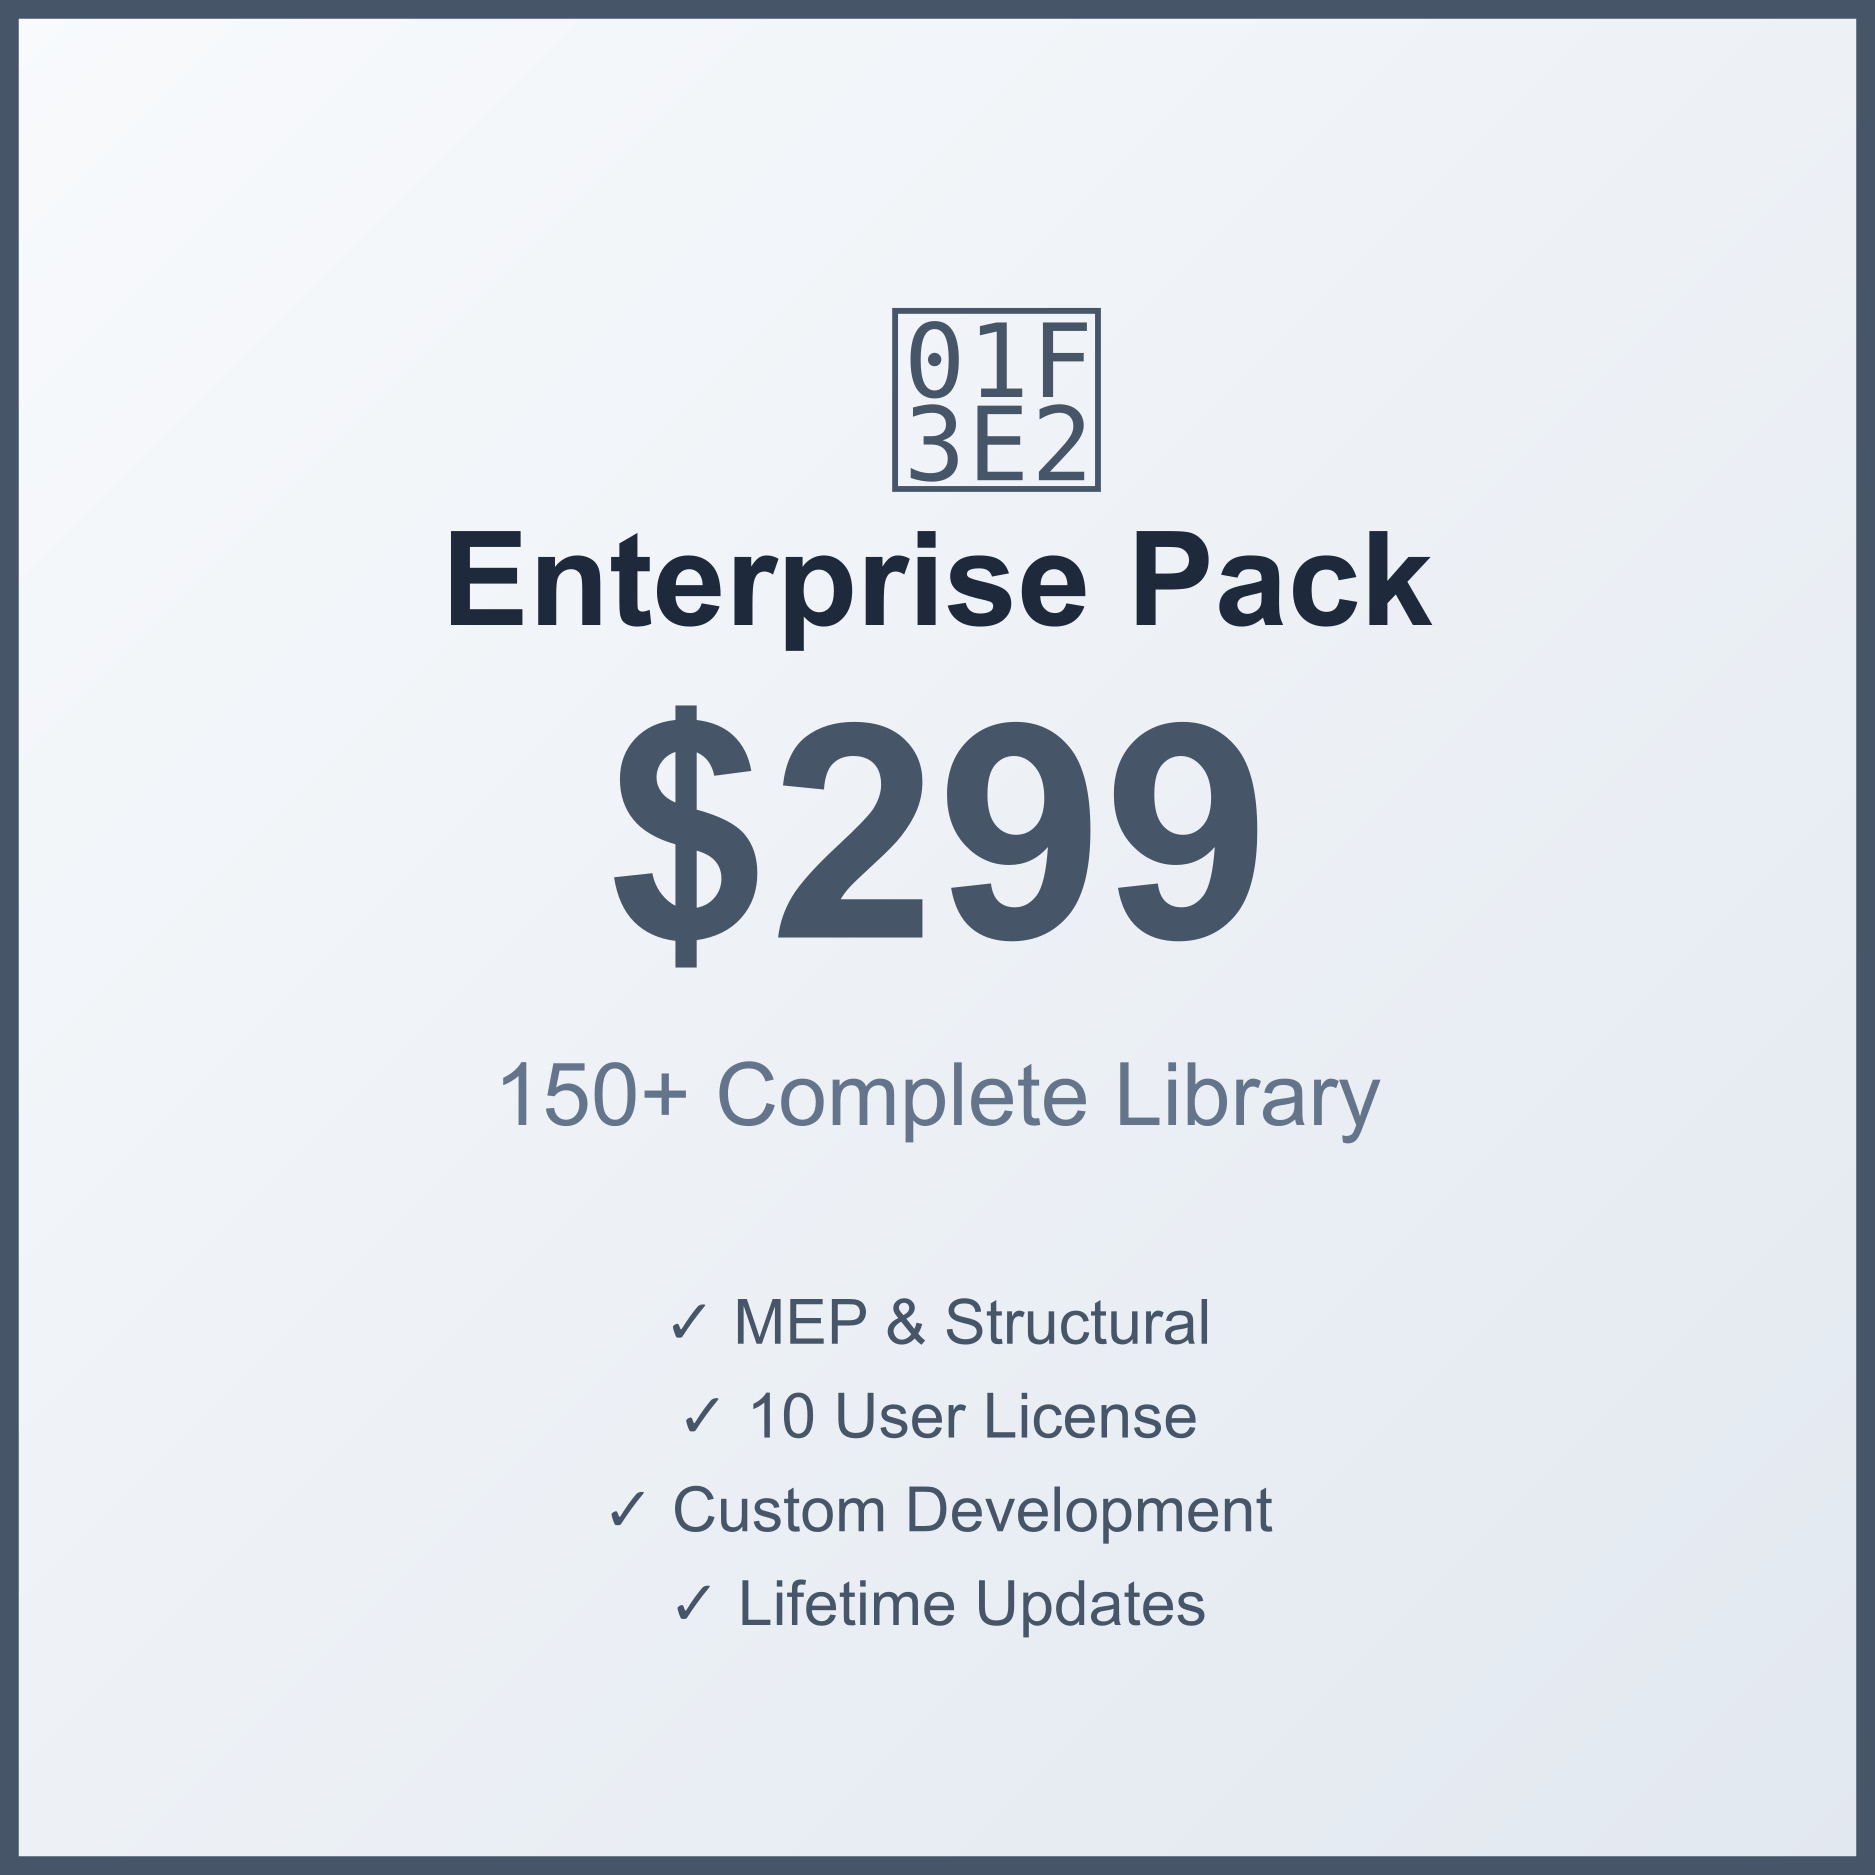 01F
3E2
Enterprise Pack
$299
150+ Complete Library
✓ MEP & Structural
✓ 10 User License
✓ Custom Development
✓ Lifetime Updates